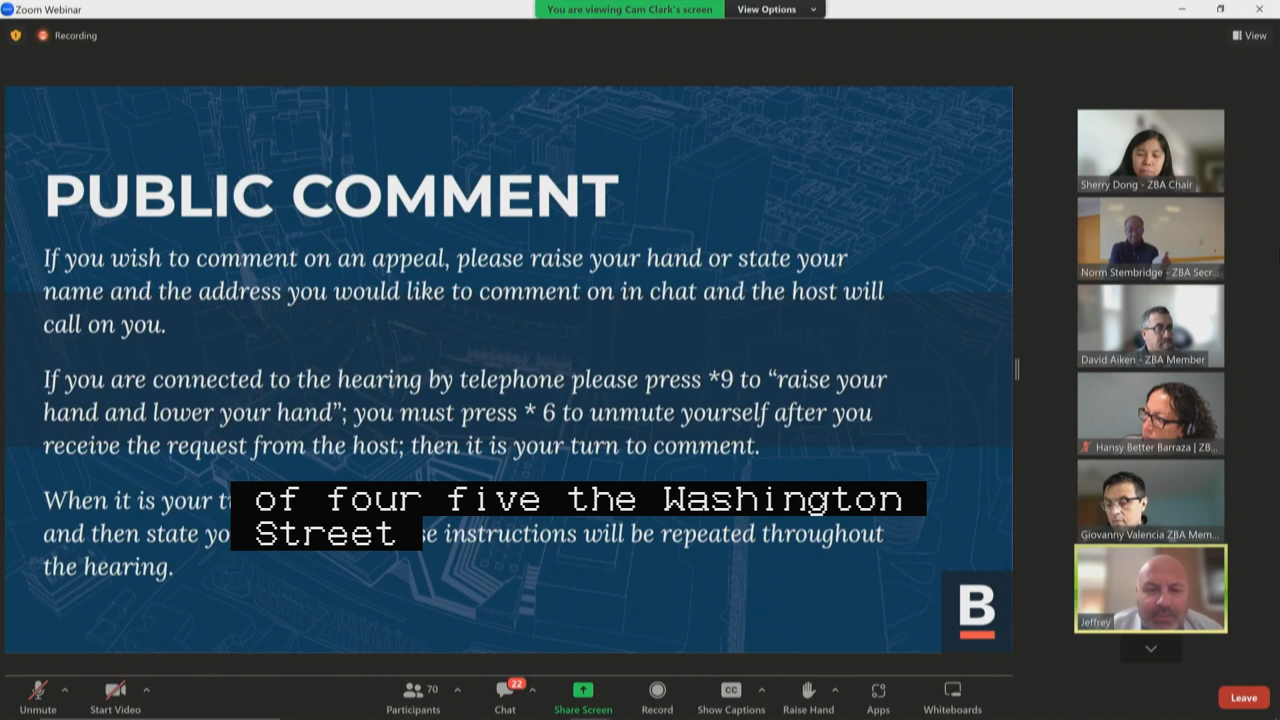 Zoom Webinar
You are viewing Cam Clark's screen
View Options
Recording
View
PUBLIC COMMENT
If you wish to comment on an appeal, please raise your hand or state your
name and the address you would like to comment on in chat and the host will
call on you.
If you are connected to the hearing by telephone please press *9 to “raise your
hand and lower your hand”; you must press * 6 to unmute yourself after you
receive the request from the host; then it is your turn to comment.
When it is your
and then state
instructions will be repeated throughout
the hearing.
of four five the Washington
Street
B
Sherry Dong - ZBA Chair
Norm Stembridge - ZBA Secr...
David Aiken - ZBA Member
Hansy Better Barraza | ZB...
Giovanny Valencia ZBA Mem...
Jeffrey
Unmute
Start Video
70
Participants
22
Chat
Share Screen
Record
CC
Show Captions
Raise Hand
Apps
Whiteboards
Leave